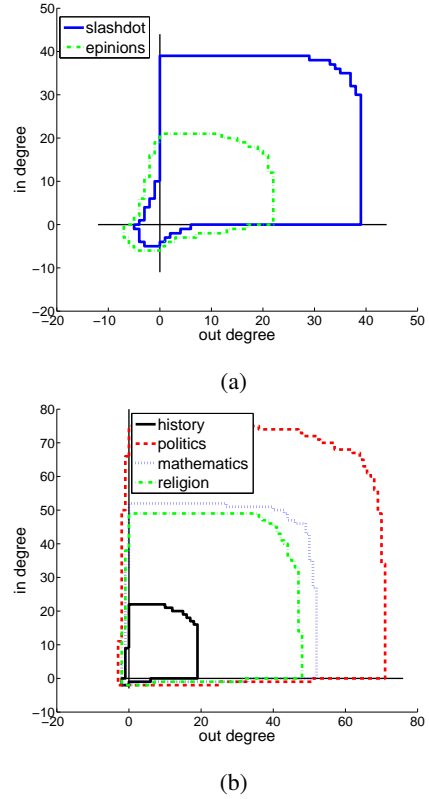 50
40
30
20
10
0
−10
−20
−20
−10
0
10
20
30
40
50
in degree
out degree
slashdot
epinions
(a)
80
70
60
50
40
30
20
10
0
−10
−20
0
20
40
60
80
in degree
out degree
history
politics
mathematics
religion
(b)